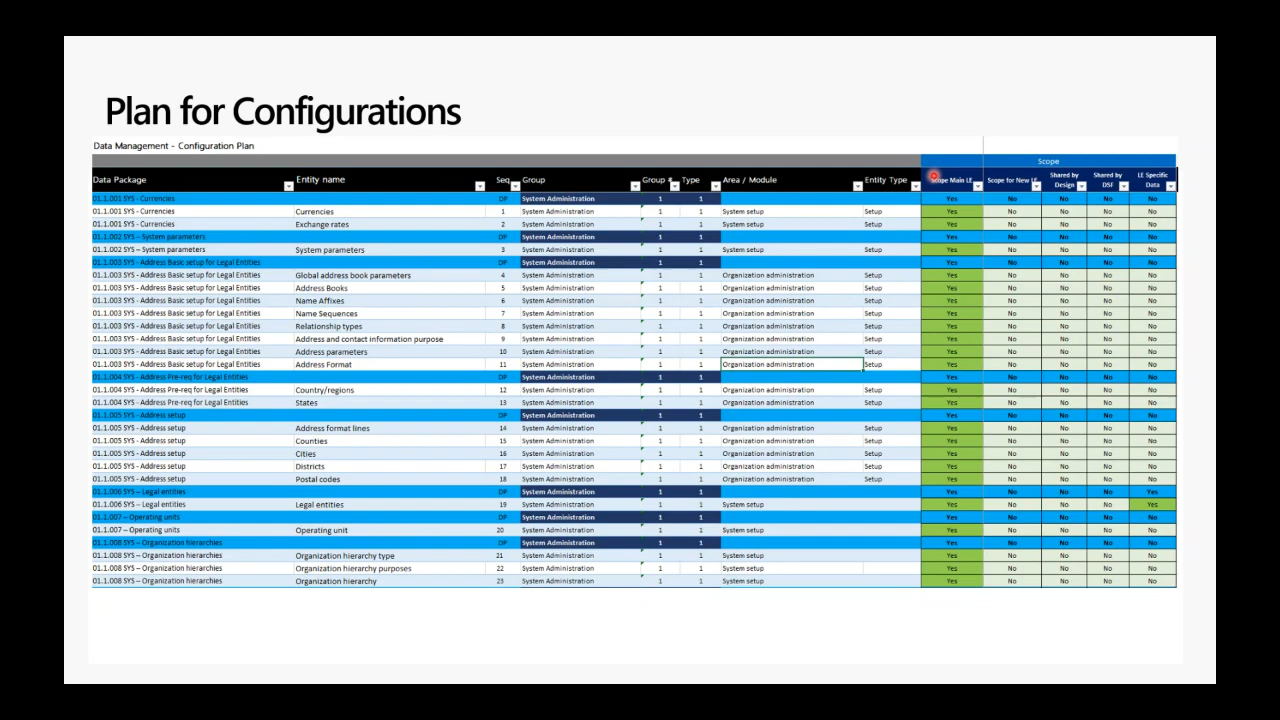 Plan for Configurations
Data Management - Configuration Plan
Scope
Data Package Entity name Seq Group Group # Type Area / Module Entity Type Scope Main LE Scope for New LE Shared by Design Shared by DSF LE Specific Data
01.1.001 SYS - Currencies DP System Administration 1 1 Yes No No No No
01.1.001 SYS - Currencies Currencies 1 System Administration 1 1 System setup Setup Yes No No No No
01.1.001 SYS - Currencies Exchange rates 2 System Administration 1 1 System setup Setup Yes No No No No
01.1.002 SYS – System parameters DP System Administration 1 1 Yes No No No No
01.1.002 SYS – System parameters System parameters 3 System Administration 1 1 System setup Setup Yes No No No No
01.1.003 SYS - Address Basic setup for Legal Entities DP System Administration 1 1 Yes No No No No
01.1.003 SYS - Address Basic setup for Legal Entities Global address book parameters 4 System Administration 1 1 Organization administration Setup Yes No No No No
01.1.003 SYS - Address Basic setup for Legal Entities Address Books 5 System Administration 1 1 Organization administration Setup Yes No No No No
01.1.003 SYS - Address Basic setup for Legal Entities Name Affixes 6 System Administration 1 1 Organization administration Setup Yes No No No No
01.1.003 SYS - Address Basic setup for Legal Entities Name Sequences 7 System Administration 1 1 Organization administration Setup Yes No No No No
01.1.003 SYS - Address Basic setup for Legal Entities Relationship types 8 System Administration 1 1 Organization administration Setup Yes No No No No
01.1.003 SYS - Address Basic setup for Legal Entities Address and contact information purpose 9 System Administration 1 1 Organization administration Setup Yes No No No No
01.1.003 SYS - Address Basic setup for Legal Entities Address parameters 10 System Administration 1 1 Organization administration Setup Yes No No No No
01.1.003 SYS - Address Basic setup for Legal Entities Address Format 11 System Administration 1 1 Organization administration Setup Yes No No No No
01.1.004 SYS - Address Pre-req for Legal Entities DP System Administration 1 1 Yes No No No No
01.1.004 SYS - Address Pre-req for Legal Entities Country/regions 12 System Administration 1 1 Organization administration Setup Yes No No No No
01.1.004 SYS - Address Pre-req for Legal Entities States 13 System Administration 1 1 Organization administration Setup Yes No No No No
01.1.005 SYS - Address setup DP System Administration 1 1 Yes No No No No
01.1.005 SYS - Address setup Address format lines 14 System Administration 1 1 Organization administration Setup Yes No No No No
01.1.005 SYS - Address setup Counties 15 System Administration 1 1 Organization administration Setup Yes No No No No
01.1.005 SYS - Address setup Cities 16 System Administration 1 1 Organization administration Setup Yes No No No No
01.1.005 SYS - Address setup Districts 17 System Administration 1 1 Organization administration Setup Yes No No No No
01.1.005 SYS - Address setup Postal codes 18 System Administration 1 1 Organization administration Setup Yes No No No No
01.1.006 SYS – Legal entities DP System Administration 1 1 Yes No No No Yes
01.1.006 SYS – Legal entities Legal entities 19 System Administration 1 1 System setup Yes No No No Yes
01.1.007 – Operating units DP System Administration 1 1 Yes No No No No
01.1.007 – Operating units Operating unit 20 System Administration 1 1 System setup Yes No No No No
01.1.008 SYS – Organization hierarchies DP System Administration 1 1 Yes No No No No
01.1.008 SYS – Organization hierarchies Organization hierarchy type 21 System Administration 1 1 System setup Yes No No No No
01.1.008 SYS – Organization hierarchies Organization hierarchy purposes 22 System Administration 1 1 System setup Yes No No No No
01.1.008 SYS – Organization hierarchies Organization hierarchy 23 System Administration 1 1 System setup Yes No No No No